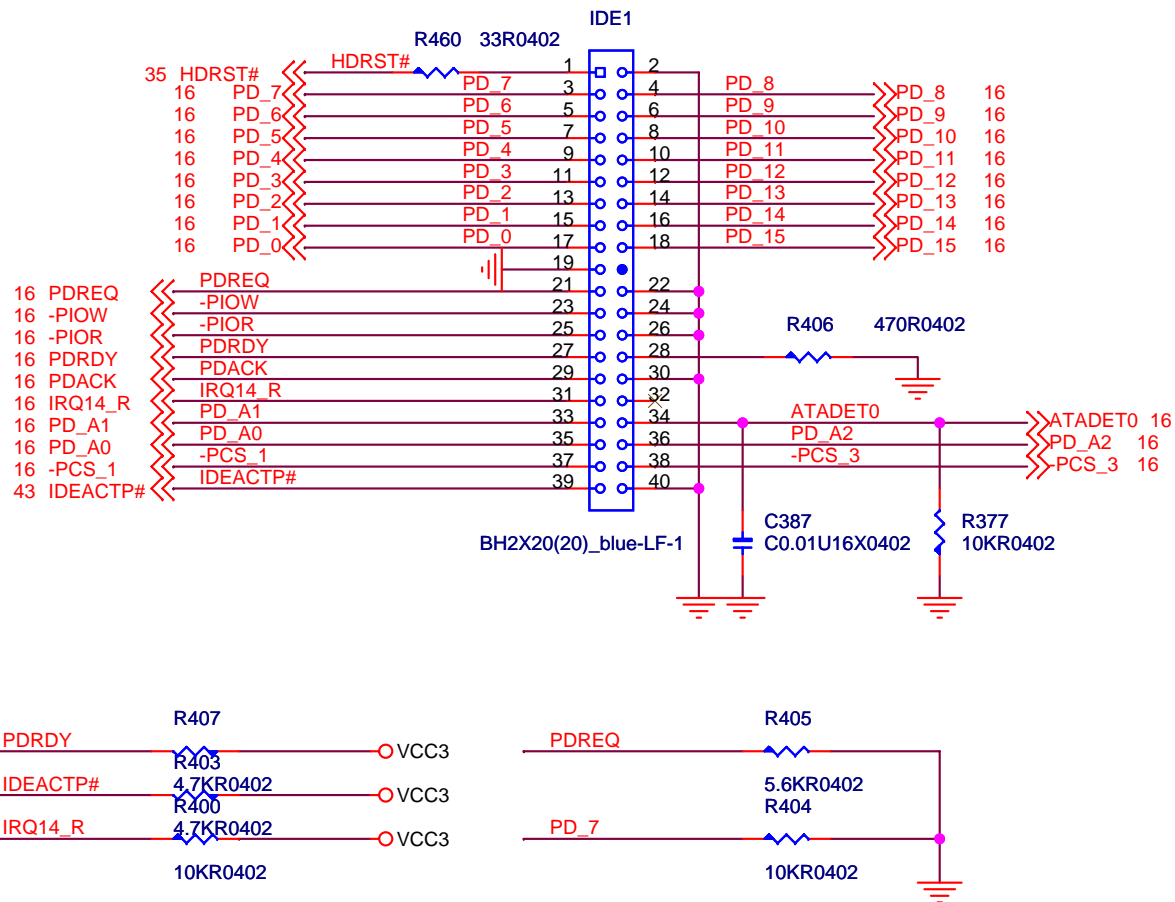 IDE1
R460 33R0402
35 HDRST# HDRST# 1 2
16 PD_7 PD_7 3 4 PD_8 PD_8 16
16 PD_6 PD_6 5 6 PD_9 PD_9 16
16 PD_5 PD_5 7 8 PD_10 PD_10 16
16 PD_4 PD_4 9 10 PD_11 PD_11 16
16 PD_3 PD_3 11 12 PD_12 PD_12 16
16 PD_2 PD_2 13 14 PD_13 PD_13 16
16 PD_1 PD_1 15 16 PD_14 PD_14 16
16 PD_0 PD_0 17 18 PD_15 PD_15 16
19
16 PDREQ PDREQ 21 22
16 -PIOW -PIOW 23 24
16 -PIOR -PIOR 25 26 R406 470R0402
16 PDRDY PDRDY 27 28
16 PDACK PDACK 29 30
16 IRQ14_R IRQ14_R 31 32
16 PD_A1 PD_A1 33 34 ATADET0 ATADET0 16
16 PD_A0 PD_A0 35 36 PD_A2 PD_A2 16
16 -PCS_1 -PCS_1 37 38 -PCS_3 -PCS_3 16
43 IDEACTP# IDEACTP# 39 40
BH2X20(20)_blue-LF-1
C387
C0.01U16X0402
R377
10KR0402
R407
PDRDY VCC3
R403
IDEACTP# 4.7KR0402 VCC3
R400
IRQ14_R 4.7KR0402 VCC3
10KR0402
R405
PDREQ
5.6KR0402
R404
PD_7
10KR0402